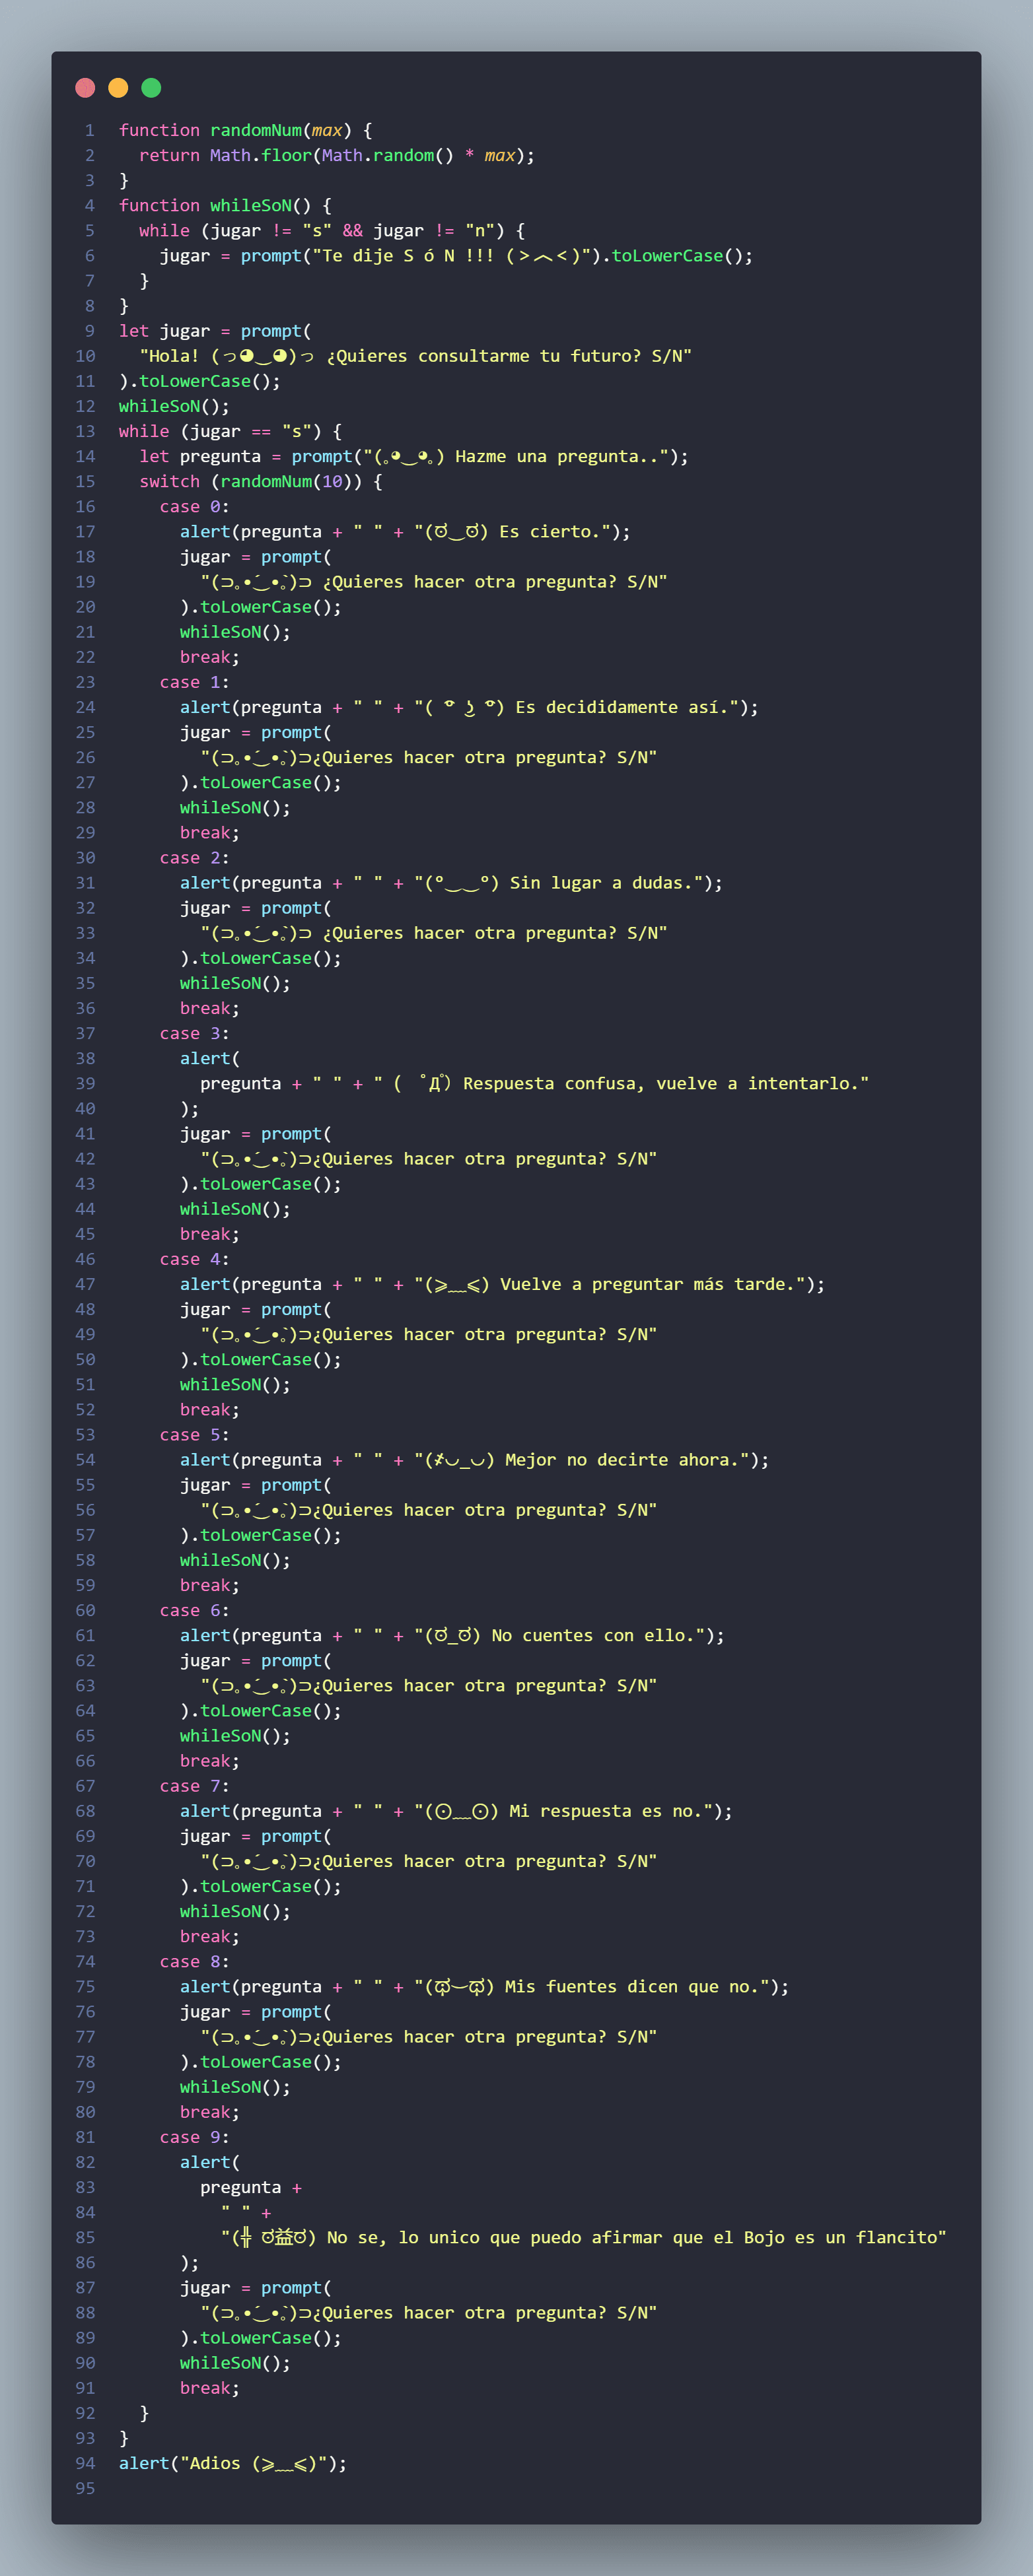 1 function randomNum(max) {
2 return Math.floor(Math.random() * max);
3 }
4 function whileSoN() {
5 while (jugar != "s" && jugar != "n") {
6 jugar = prompt("Te dije S ó N !!! (＞︿＜)").toLowerCase();
7 }
8 }
9 let jugar = prompt(
10 "Hola! (っ◕‿◕)っ ¿Quieres consultarme tu futuro? S/N"
11 ).toLowerCase();
12 whileSoN();
13 while (jugar == "s") {
14 let pregunta = prompt("(｡◕‿◕｡) Hazme una pregunta..");
15 switch (randomNum(10)) {
16 case 0:
17 alert(pregunta + " " + "(ಠ‿ಠ) Es cierto.");
18 jugar = prompt(
19 "(⊃｡•́‿•̀｡)⊃ ¿Quieres hacer otra pregunta? S/N"
20 ).toLowerCase();
21 whileSoN();
22 break;
23 case 1:
24 alert(pregunta + " " + "( ͡° ͜ʖ ͡°) Es decididamente así.");
25 jugar = prompt(
26 "(⊃｡•́‿•̀｡)⊃¿Quieres hacer otra pregunta? S/N"
27 ).toLowerCase();
28 whileSoN();
29 break;
30 case 2:
31 alert(pregunta + " " + "(°‿‿°) Sin lugar a dudas.");
32 jugar = prompt(
33 "(⊃｡•́‿•̀｡)⊃ ¿Quieres hacer otra pregunta? S/N"
34 ).toLowerCase();
35 whileSoN();
36 break;
37 case 3:
38 alert(
39 pregunta + " " + " (　ﾟДﾟ） Respuesta confusa, vuelve a intentarlo."
40 );
41 jugar = prompt(
42 "(⊃｡•́‿•̀｡)⊃¿Quieres hacer otra pregunta? S/N"
43 ).toLowerCase();
44 whileSoN();
45 break;
46 case 4:
47 alert(pregunta + " " + "(⩾﹏⩽) Vuelve a preguntar más tarde.");
48 jugar = prompt(
49 "(⊃｡•́‿•̀｡)⊃¿Quieres hacer otra pregunta? S/N"
50 ).toLowerCase();
51 whileSoN();
52 break;
53 case 5:
54 alert(pregunta + " " + "(҂◡_◡) Mejor no decirte ahora.");
55 jugar = prompt(
56 "(⊃｡•́‿•̀｡)⊃¿Quieres hacer otra pregunta? S/N"
57 ).toLowerCase();
58 whileSoN();
59 break;
60 case 6:
61 alert(pregunta + " " + "(ಠ_ಠ) No cuentes con ello.");
62 jugar = prompt(
63 "(⊃｡•́‿•̀｡)⊃¿Quieres hacer otra pregunta? S/N"
64 ).toLowerCase();
65 whileSoN();
66 break;
67 case 7:
68 alert(pregunta + " " + "(⊙﹏⊙) Mi respuesta es no.");
69 jugar = prompt(
70 "(⊃｡•́‿•̀｡)⊃¿Quieres hacer otra pregunta? S/N"
71 ).toLowerCase();
72 whileSoN();
73 break;
74 case 8:
75 alert(pregunta + " " + "(ಥ︶ಥ) Mis fuentes dicen que no.");
76 jugar = prompt(
77 "(⊃｡•́‿•̀｡)⊃¿Quieres hacer otra pregunta? S/N"
78 ).toLowerCase();
79 whileSoN();
80 break;
81 case 9:
82 alert(
83 pregunta +
84 " " +
85 "(╬ ಠ益ಠ) No se, lo unico que puedo afirmar que el Bojo es un flancito"
86 );
87 jugar = prompt(
88 "(⊃｡•́‿•̀｡)⊃¿Quieres hacer otra pregunta? S/N"
89 ).toLowerCase();
90 whileSoN();
91 break;
92 }
93 }
94 alert("Adios (⩾﹏⩽)");
95